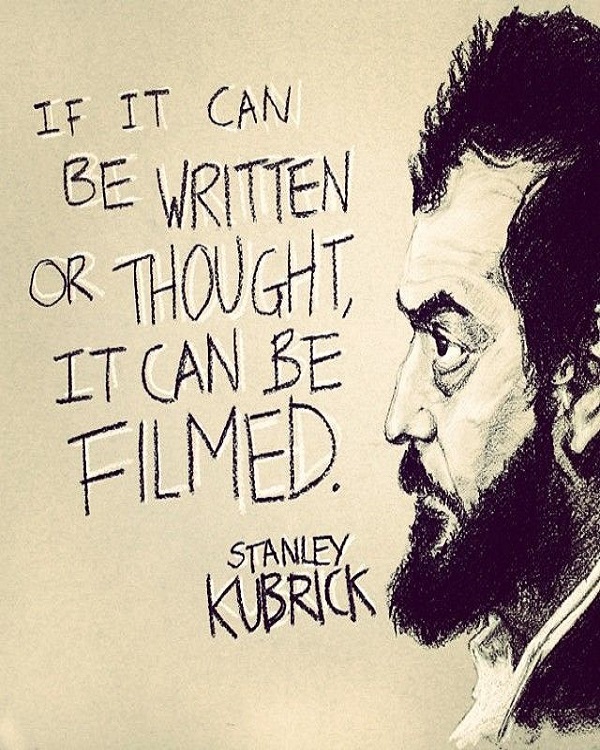 IF IT CAN
BE WRITTEN
OR THOUGHT,
IT CAN BE
FILMED.
STANLEY
KUBRICK